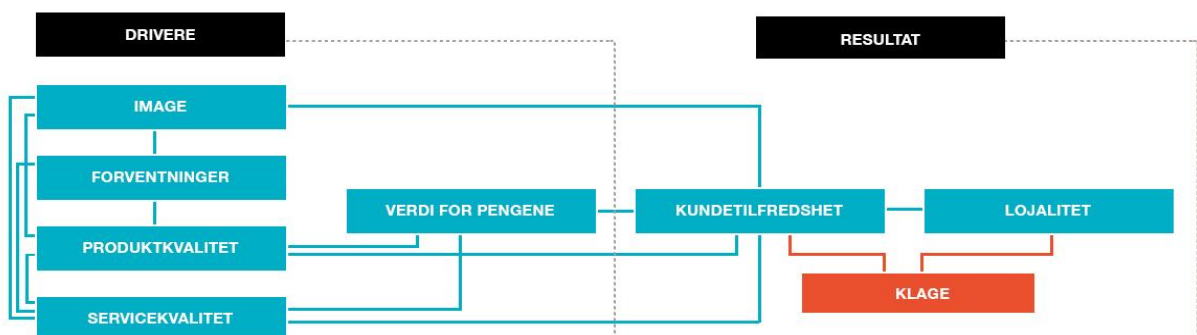 DRIVERE
RESULTAT
IMAGE
FORVENTNINGER
VERDI FOR PENGENE
KUNDETILFREDSHET
LOJALITET
PRODUKTKVALITET
KLAGE
SERVICEKVALITET